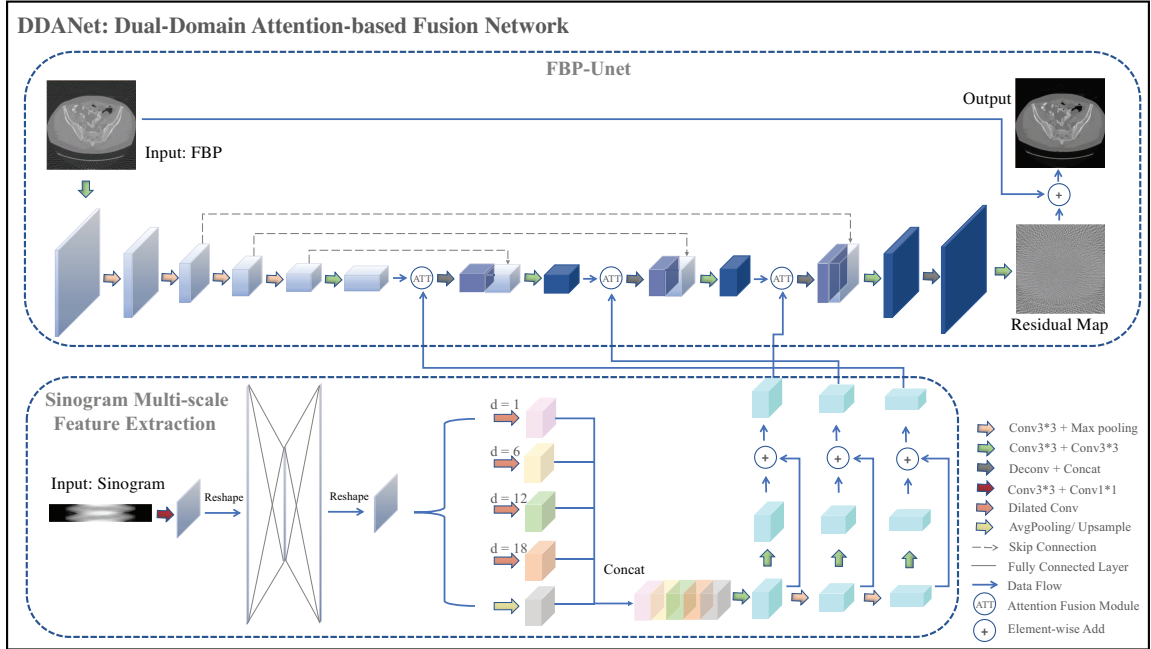 DDANet: Dual-Domain Attention-based Fusion Network
FBP-Unet
Input: FBP
Output
+
ATT
ATT
ATT
Residual Map
Sinogram Multi-scale
Feature Extraction
Input: Sinogram
Reshape
Reshape
d = 1
d = 6
d = 12
d = 18
Concat
+
+
+
Conv3*3 + Max pooling
Conv3*3 + Conv3*3
Deconv + Concat
Conv3*3 + Conv1*1
Dilated Conv
AvgPooling/ Upsample
Skip Connection
Fully Connected Layer
Data Flow
ATT Attention Fusion Module
+ Element-wise Add